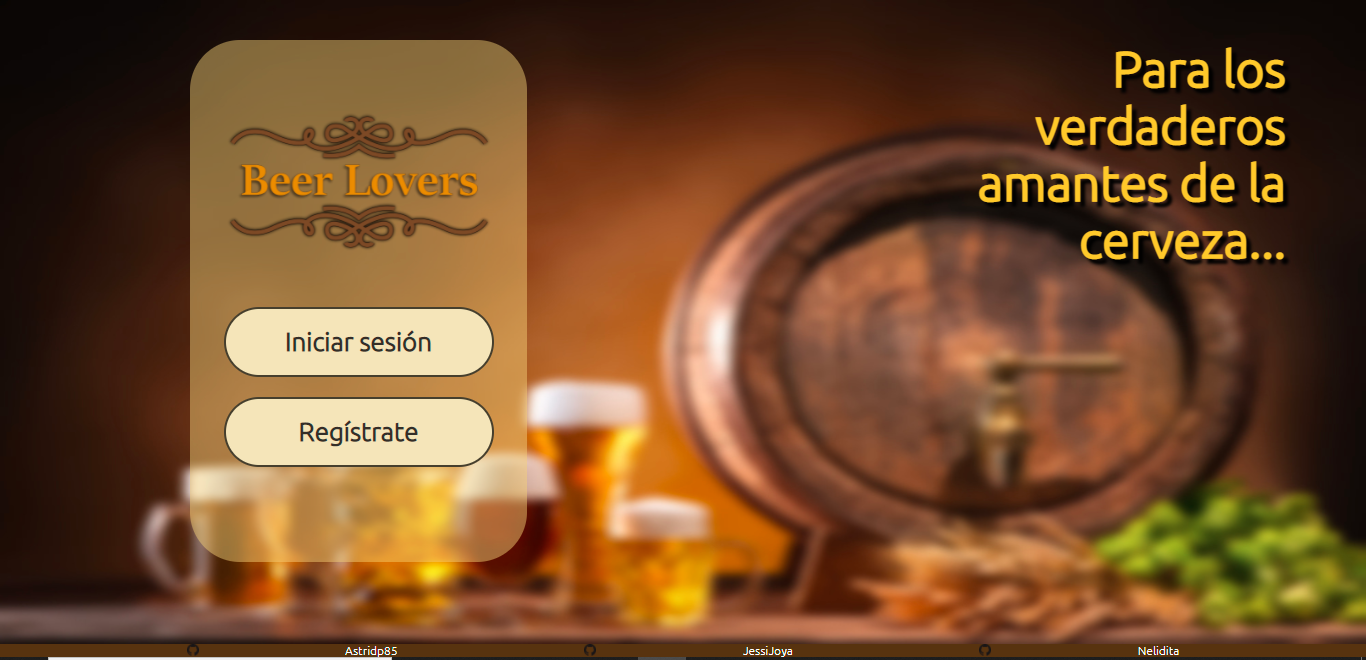 Beer Lovers
Iniciar sesión
Regístrate
Para los
verdaderos
amantes de la
cerveza...
Astridp85
JessiJoya
Nelidita